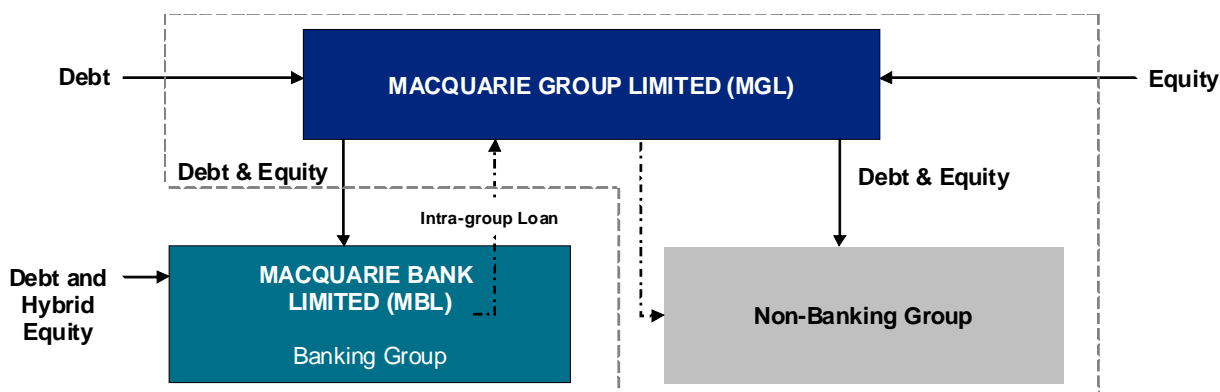 MACQUARIE GROUP LIMITED (MGL)
Debt
Equity
Debt & Equity
Debt & Equity
Intra-group Loan
Debt and
Hybrid
Equity
MACQUARIE BANK
LIMITED (MBL)
Banking Group
Non-Banking Group